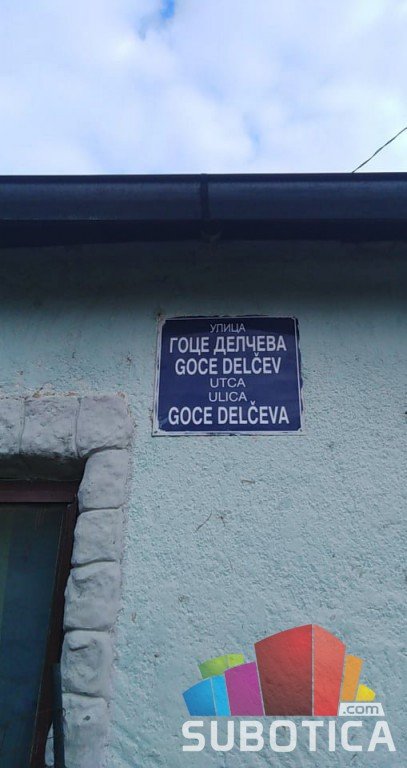 УЛИЦА
ГОЦЕ ДЕЛЧЕВА
GOCE DELČEV
UTCA
ULICA
GOCE DELČEVA
.com
SUBOTICA